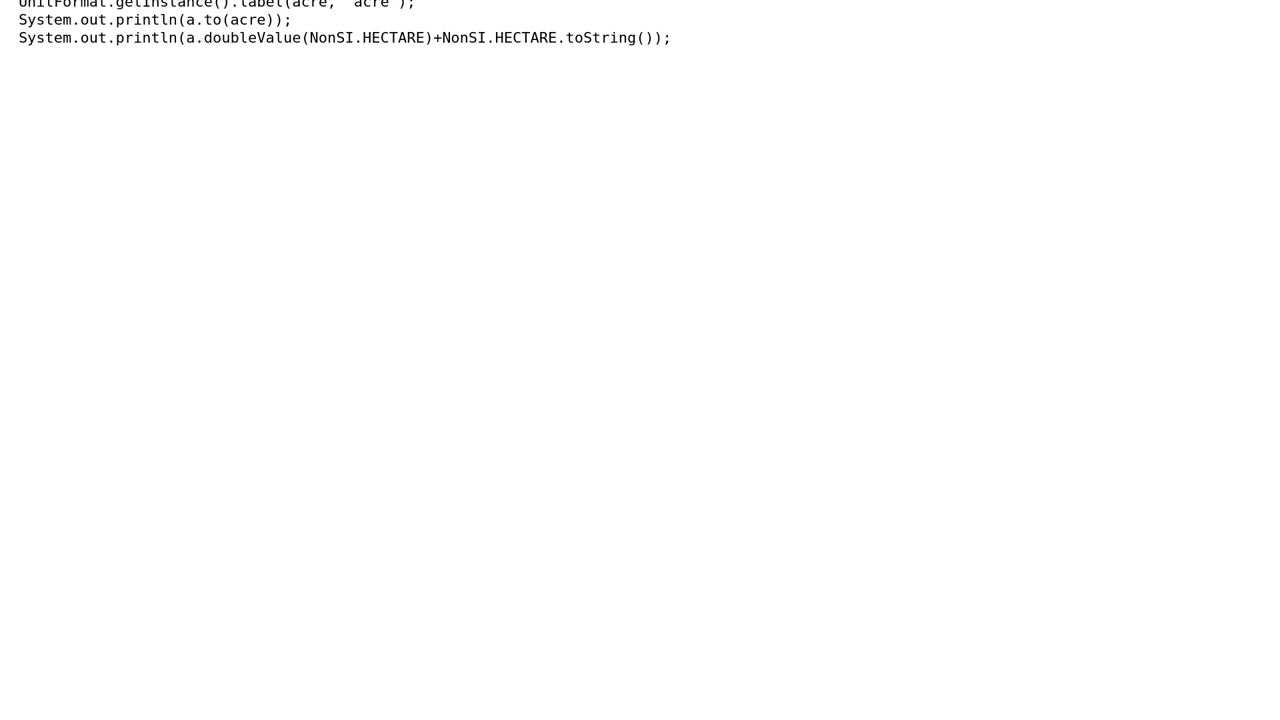 UnitFormat.getInstance().label(acre, "acre");
System.out.println(a.to(acre));
System.out.println(a.doubleValue(NonSI.HECTARE)+NonSI.HECTARE.toString());